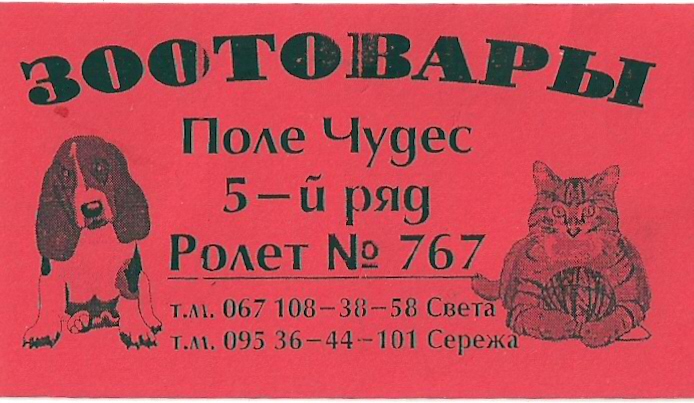 ЗООТОВАРЫ
Поле Чудес
5-й ряд
Ролет № 767
т.м. 067 108-38-58 Света
т.м. 095 36-44-101 Сережа